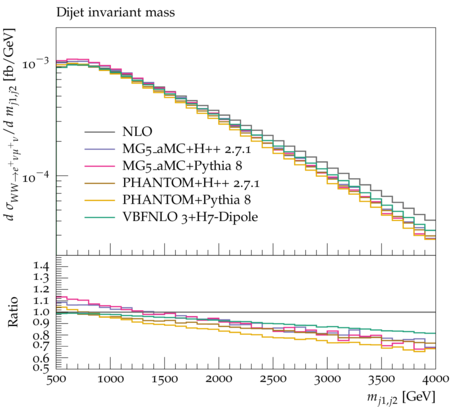 Dijet invariant mass
d σ_{WW→e⁺νμ⁺ν} / d m_{j1,j2} [fb/GeV]
10⁻³
10⁻⁴
NLO
MG5_aMC+H++ 2.7.1
MG5_aMC+Pythia 8
PHANTOM+H++ 2.7.1
PHANTOM+Pythia 8
VBFNLO 3+H7-Dipole
Ratio
1.4
1.3
1.2
1.1
1.0
0.9
0.8
0.7
0.6
0.5
500 1000 1500 2000 2500 3000 3500 4000
m_{j1,j2} [GeV]